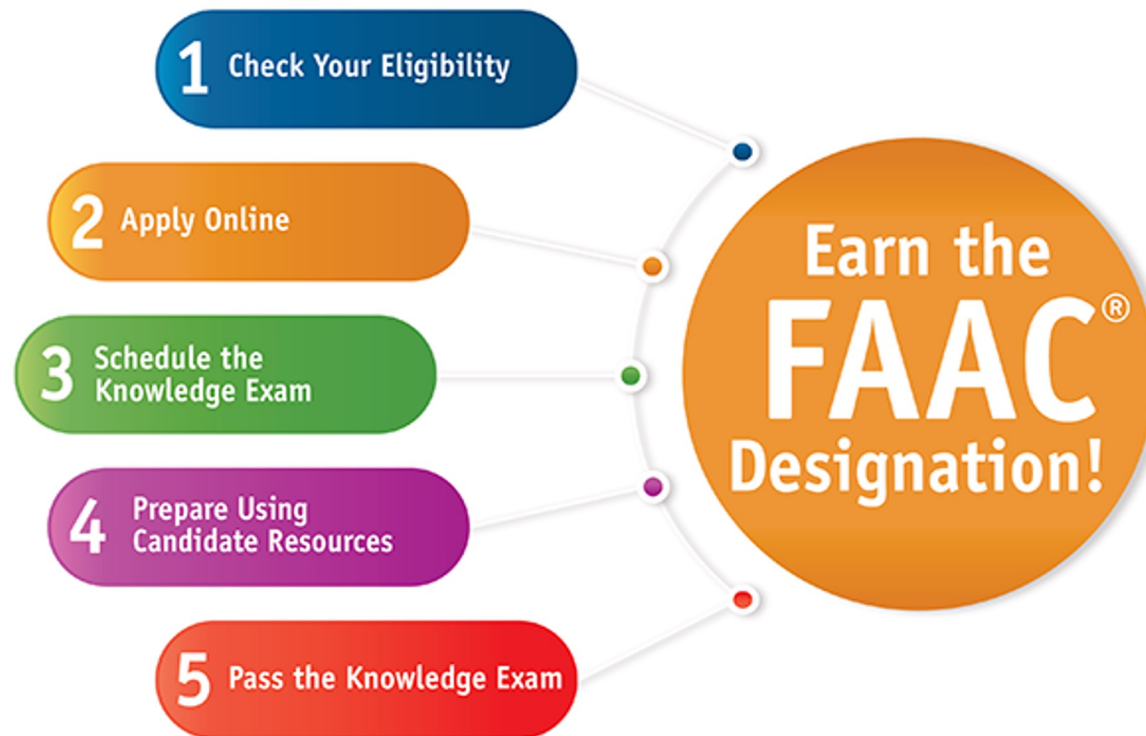 1 Check Your Eligibility
2 Apply Online
3 Schedule the
Knowledge Exam
4 Prepare Using
Candidate Resources
5 Pass the Knowledge Exam
Earn the
FAAC®
Designation!